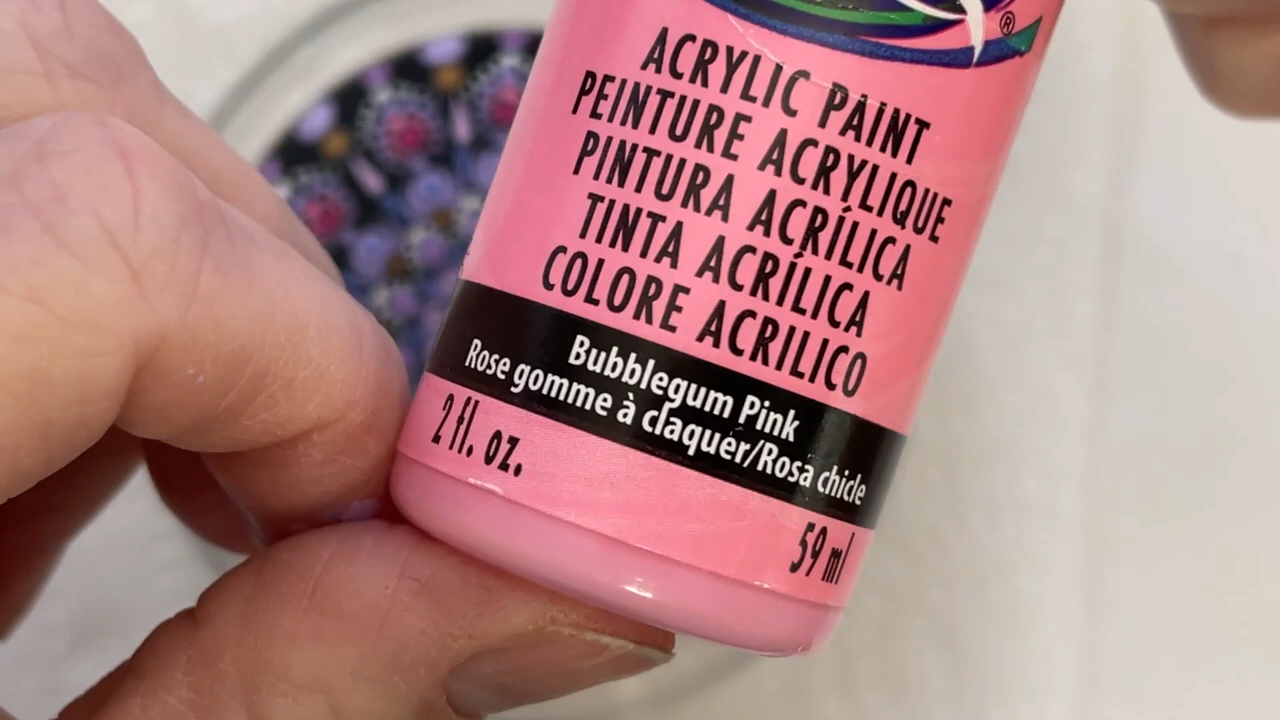 ®
ACRYLIC PAINT
PEINTURE ACRYLIQUE
PINTURA ACRÍLICA
TINTA ACRÍLICA
COLORE ACRILICO
Bubblegum Pink
Rose gomme à claquer/Rosa chicle
2 fl. oz.
59 ml